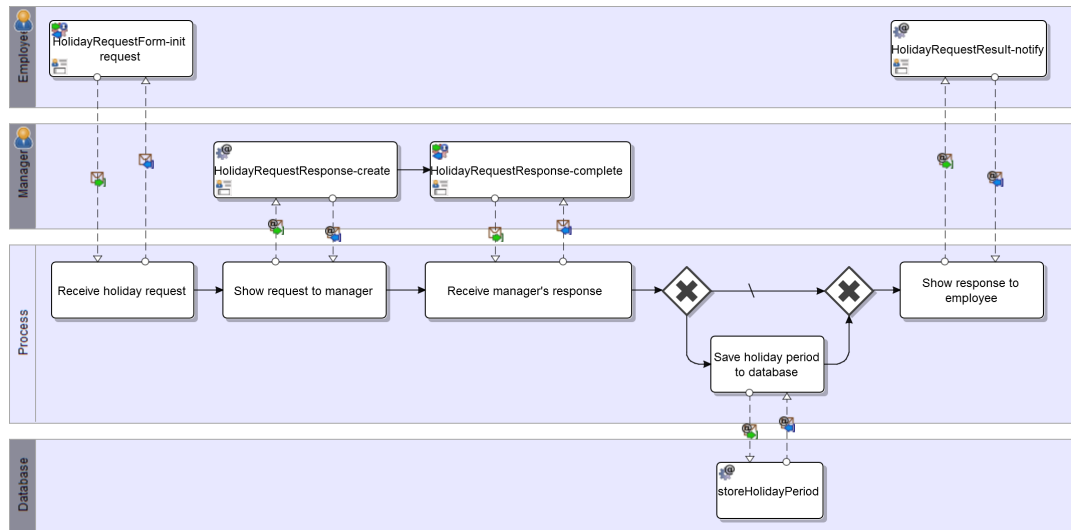 Employee
HolidayRequestForm-init
request
HolidayRequestResult-notify
Manager
HolidayRequestResponse-create
HolidayRequestResponse-complete
Process
Receive holiday request
Show request to manager
Receive manager's response
Show response to
employee
Save holiday period
to database
Database
storeHolidayPeriod